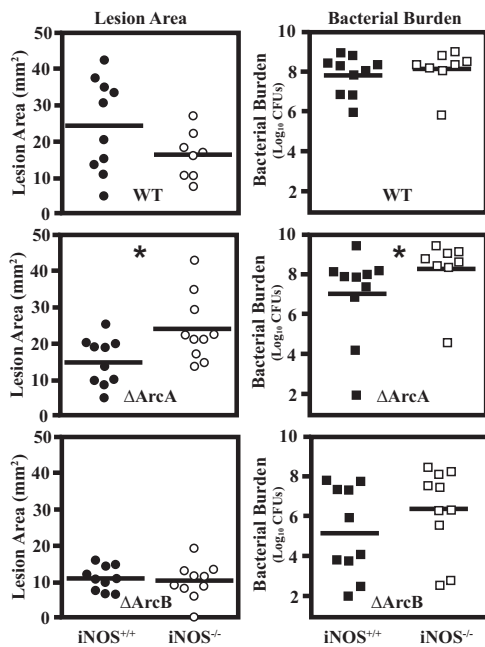 Lesion Area
Bacterial Burden
Lesion Area (mm²)
50
40
30
20
10
0
WT
Bacterial Burden
(Log₁₀ CFUs)
10
8
6
4
2
WT
Lesion Area (mm²)
50
40
30
20
10
0
*
ΔArcA
Bacterial Burden
(Log₁₀ CFUs)
10
8
6
4
2
*
ΔArcA
Lesion Area (mm²)
50
40
30
20
10
0
ΔArcB
iNOS⁺/⁺
iNOS⁻/⁻
Bacterial Burden
(Log₁₀ CFUs)
10
8
6
4
2
ΔArcB
iNOS⁺/⁺
iNOS⁻/⁻